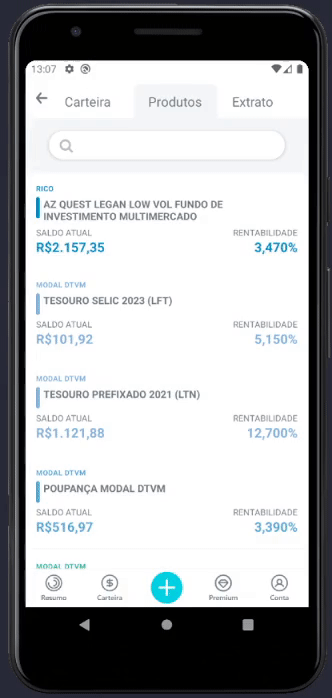 13:07
Carteira Produtos Extrato
RICO
AZ QUEST LEGAN LOW VOL FUNDO DE
INVESTIMENTO MULTIMERCADO
SALDO ATUAL RENTABILIDADE
R$2.157,35 3,470%
MODAL DTVM
TESOURO SELIC 2023 (LFT)
SALDO ATUAL RENTABILIDADE
R$101,92 5,150%
MODAL DTVM
TESOURO PREFIXADO 2021 (LTN)
SALDO ATUAL RENTABILIDADE
R$1.121,88 12,700%
MODAL DTVM
POUPANÇA MODAL DTVM
SALDO ATUAL RENTABILIDADE
R$516,97 3,390%
MODAL DTVM
Resumo Carteira Premium Conta